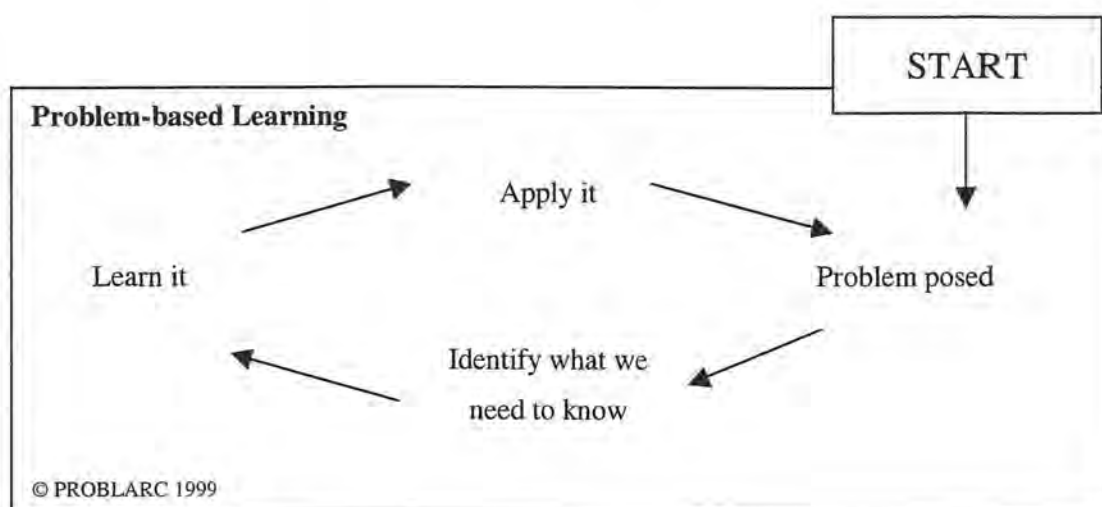 START
Problem-based Learning
Apply it
Learn it
Problem posed
Identify what we
need to know
© PROBLARC 1999